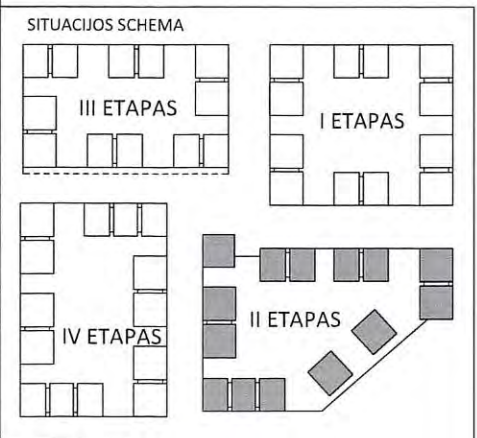 SITUACIJOS SCHEMA
III ETAPAS
I ETAPAS
II ETAPAS
IV ETAPAS